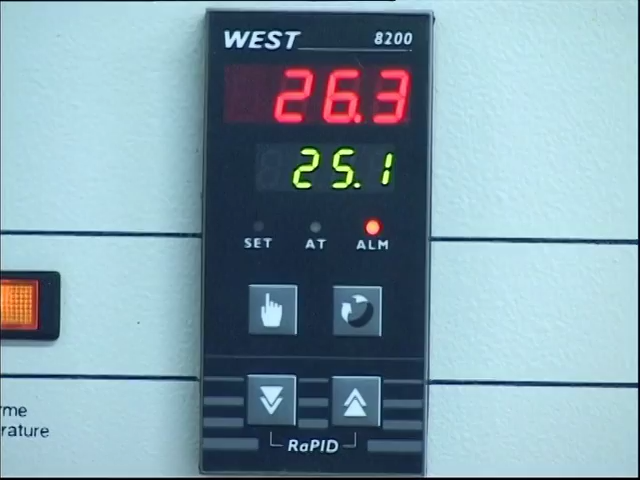 WEST 8200
26.3
25.1
SET AT ALM
RaPID
rme
rature